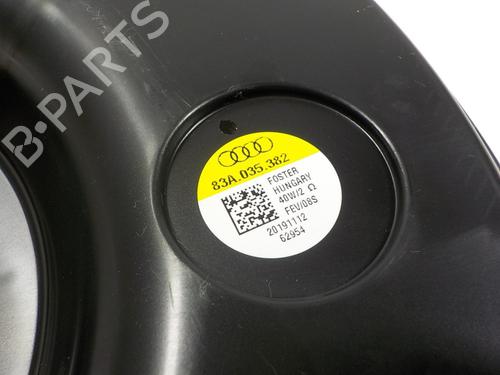 B-PARTS
83A.035.382
FOSTER
HUNGARY
40W/2 Ω
FEV/08S
20191112
62954